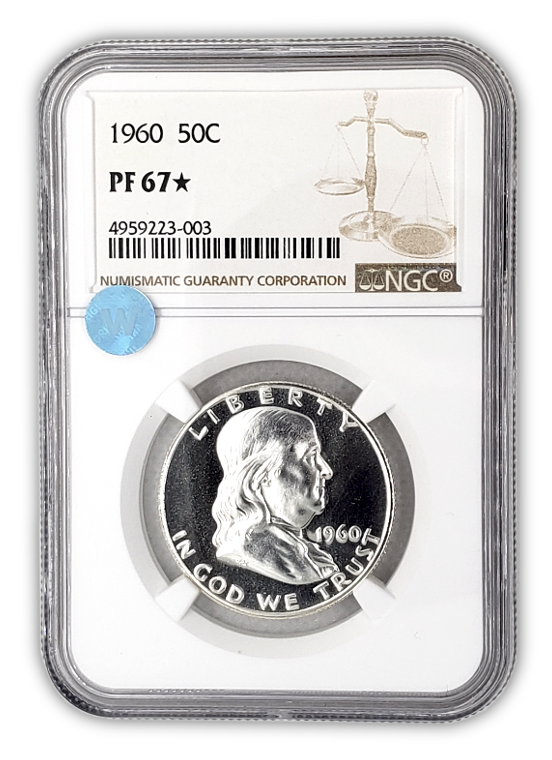 1960 50C
PF 67★
4959223-003
NUMISMATIC GUARANTY CORPORATION NGC®
W
LIBERTY
1960
IN GOD WE TRUST